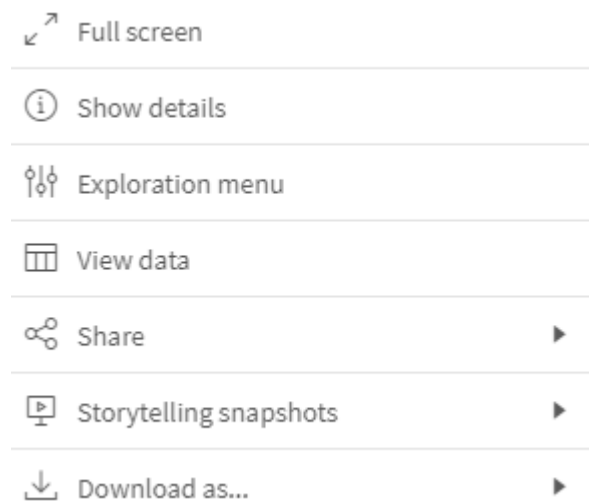 Full screen
Show details
Exploration menu
View data
Share
Storytelling snapshots
Download as...